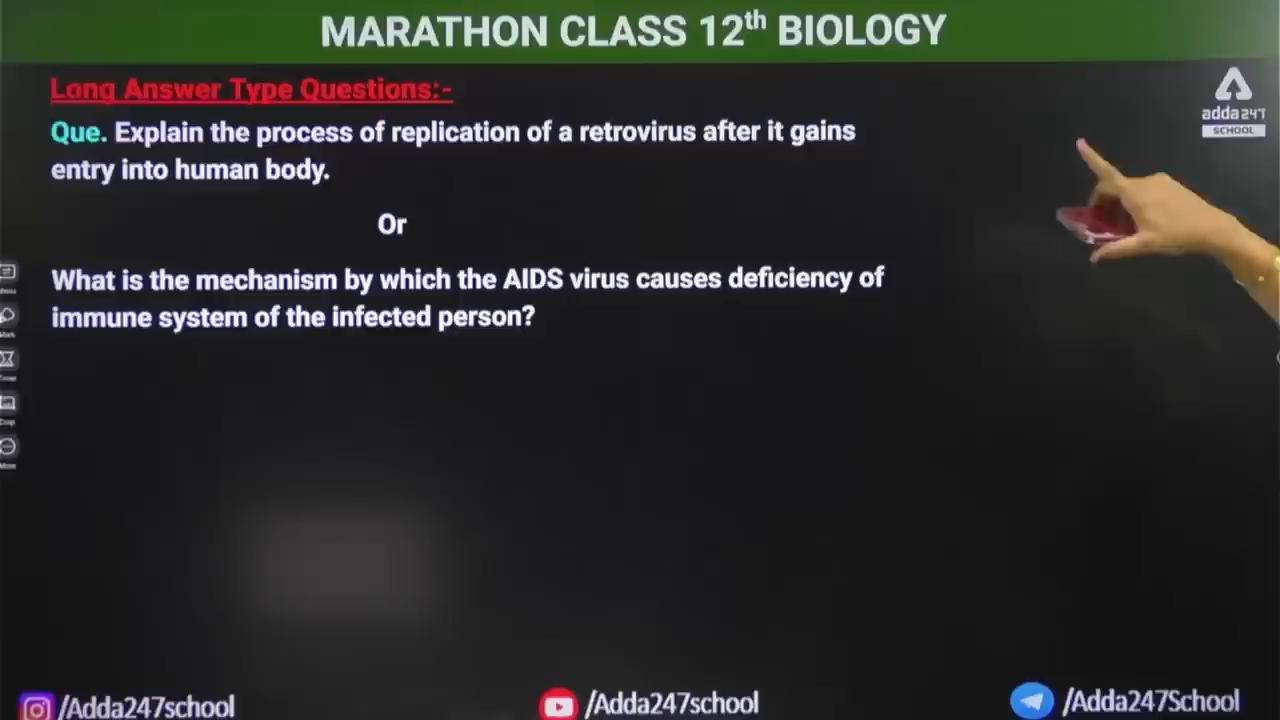 MARATHON CLASS 12th BIOLOGY
Long Answer Type Questions:-
adda247
SCHOOL
Que. Explain the process of replication of a retrovirus after it gains
entry into human body.
Or
What is the mechanism by which the AIDS virus causes deficiency of
immune system of the infected person?
More
/Adda247school
/Adda247school
/Adda247School